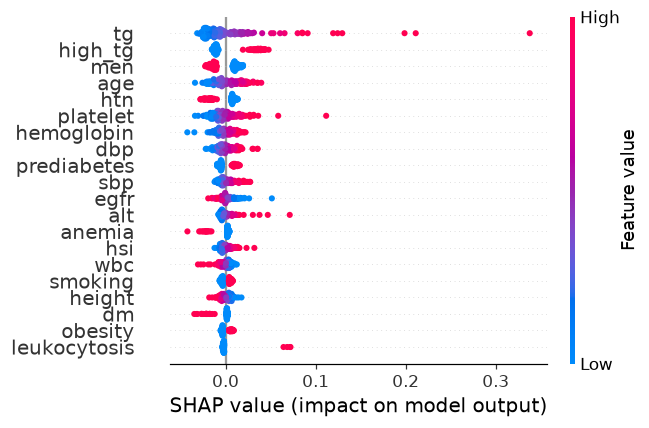 tg
high_tg
men
age
htn
platelet
hemoglobin
dbp
prediabetes
sbp
egfr
alt
anemia
hsi
wbc
smoking
height
dm
obesity
leukocytosis
0.0 0.1 0.2 0.3
SHAP value (impact on model output)
High
Feature value
Low